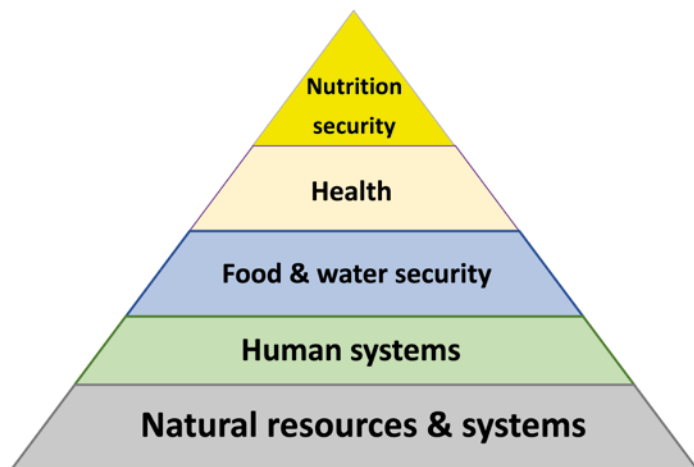 Nutrition
security
Health
Food & water security
Human systems
Natural resources & systems